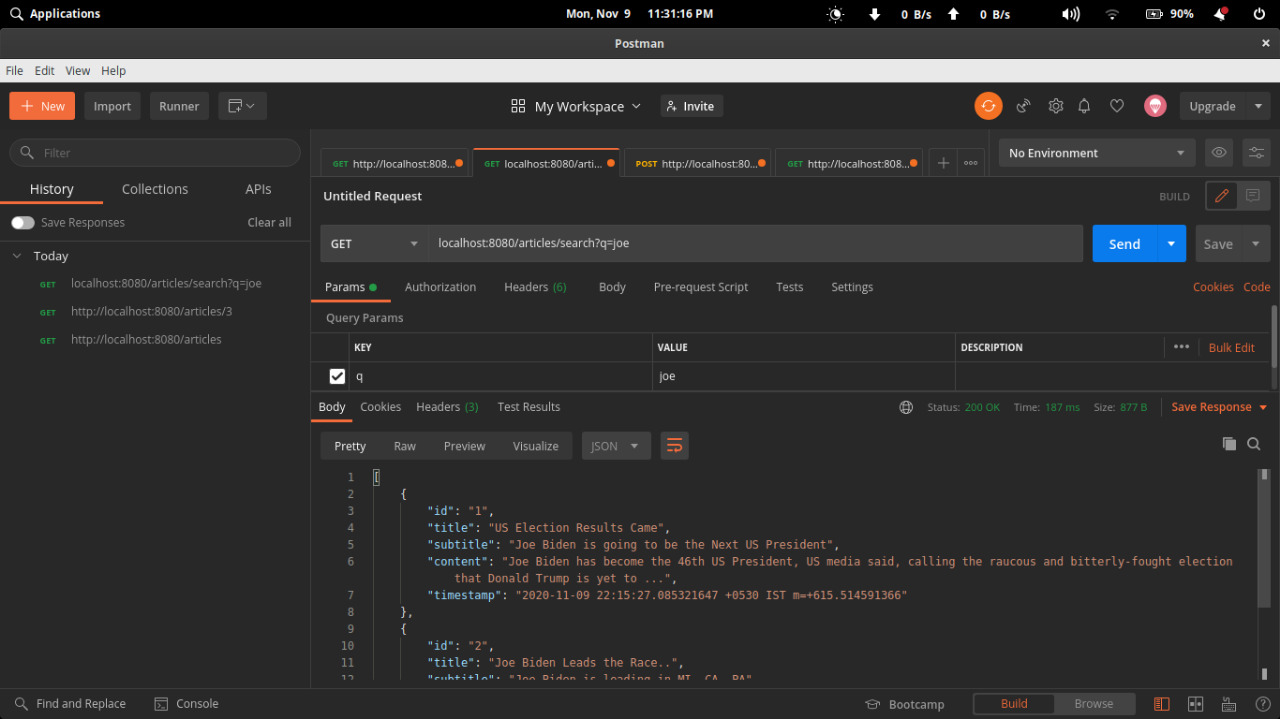 Applications Mon, Nov 9 11:31:16 PM 0 B/s 0 B/s 90%
Postman
File Edit View Help
New Import Runner My Workspace Invite Upgrade
Filter
GET http://localhost:808... GET localhost:8080/arti... POST http://localhost:80... GET http://localhost:808... No Environment
History Collections APIs
Untitled Request BUILD
Save Responses Clear all
GET localhost:8080/articles/search?q=joe Send Save
Today
GET localhost:8080/articles/search?q=joe
GET http://localhost:8080/articles/3
GET http://localhost:8080/articles
Params Authorization Headers (6) Body Pre-request Script Tests Settings Cookies Code
Query Params
KEY VALUE DESCRIPTION Bulk Edit
q joe
Body Cookies Headers (3) Test Results Status: 200 OK Time: 187 ms Size: 877 B Save Response
Pretty Raw Preview Visualize JSON
1 [
2 {
3 "id": "1",
4 "title": "US Election Results Came",
5 "subtitle": "Joe Biden is going to be the Next US President",
6 "content": "Joe Biden has become the 46th US President, US media said, calling the raucous and bitterly-fought election
that Donald Trump is yet to ...",
7 "timestamp": "2020-11-09 22:15:27.085321647 +0530 IST m=+615.514591366"
8 },
9 {
10 "id": "2",
11 "title": "Joe Biden Leads the Race..",
12 "subtitle": "Joe Biden is leading in MI, CA, PA"
Find and Replace Console Bootcamp Build Browse